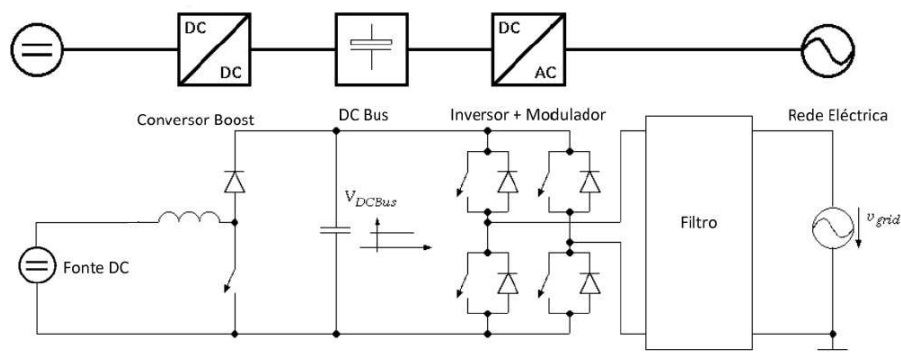 DC
DC
DC
AC
Conversor Boost
DC Bus
Inversor + Modulador
Rede Eléctrica
V_DCBus
Filtro
v_grid
Fonte DC